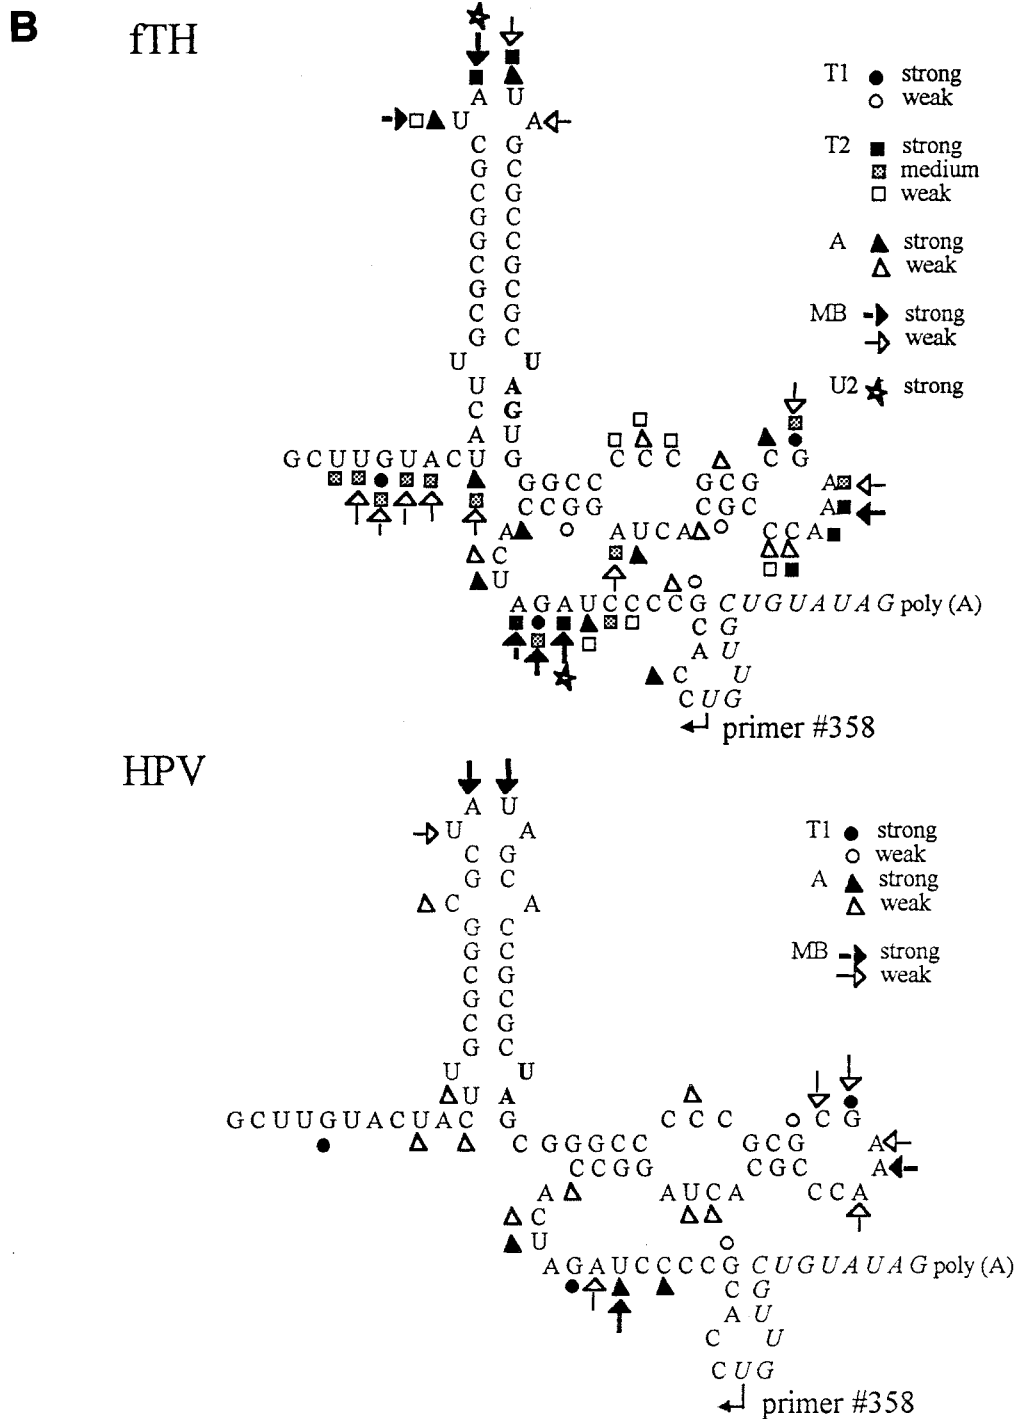 B
fTH
A U
U A
C G
G C
C G
G C
G C
C G
G C
C G
G C
U U
U A
C G
A U
G C U U G U A C U G
C C C
C G
G G C C
G C G
A
C C G G
C G C
A
A
A U C A
C C A
C
U
A G A U C C C C G C U G U A U A G poly (A)
C G
A U
C U
C U G
primer #358
T1 strong
weak
T2 strong
medium
weak
A strong
weak
MB strong
weak
U2 strong
HPV
A U
U A
C G
G C
C A
G C
G C
C G
G C
C G
G C
U U
U A
G C U U G U A C U A C G
C C C
C G
C G G G C C
G C G
A
C C G G
C G C
A
A
A U C A
C C A
C
U
A G A U C C C C G C U G U A U A G poly (A)
C G
A U
C U
C U G
primer #358
T1 strong
weak
A strong
weak
MB strong
weak